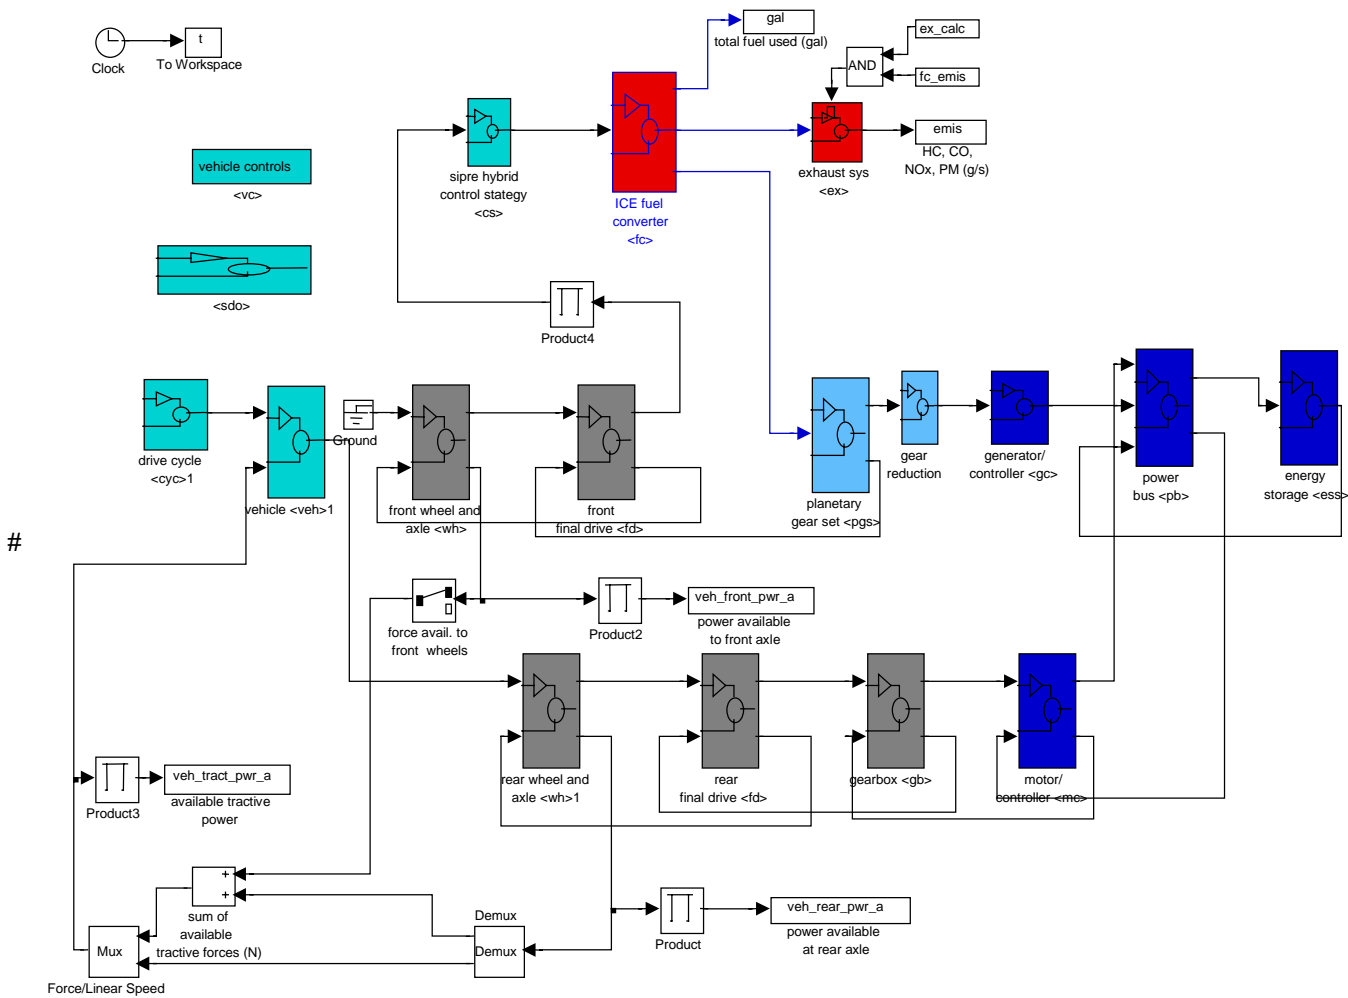 gal
total fuel used (gal)
ex_calc
t
Clock
To Workspace
AND
fc_emis
emis
HC, CO,
NOx, PM (g/s)
vehicle controls
<vc>
sipre hybrid
control stategy
<cs>
exhaust sys
<ex>
ICE fuel
converter
<fc>
<sdo>
Product4
Ground
drive cycle
<cyc>1
vehicle <veh>1
front wheel and
axle <wh>
front
final drive <fd>
planetary
gear set <pgs>
gear
reduction
generator/
controller <gc>
power
bus <pb>
energy
storage <ess>
#
force avail. to
front  wheels
Product2
veh_front_pwr_a
power available
to front axle
rear wheel and
axle <wh>1
rear
final drive <fd>
gearbox <gb>
motor/
controller <mc>
Product3
veh_tract_pwr_a
available tractive
power
+
+
sum of
available
tractive forces (N)
Mux
Force/Linear Speed
Demux
Demux
Product
veh_rear_pwr_a
power available
at rear axle